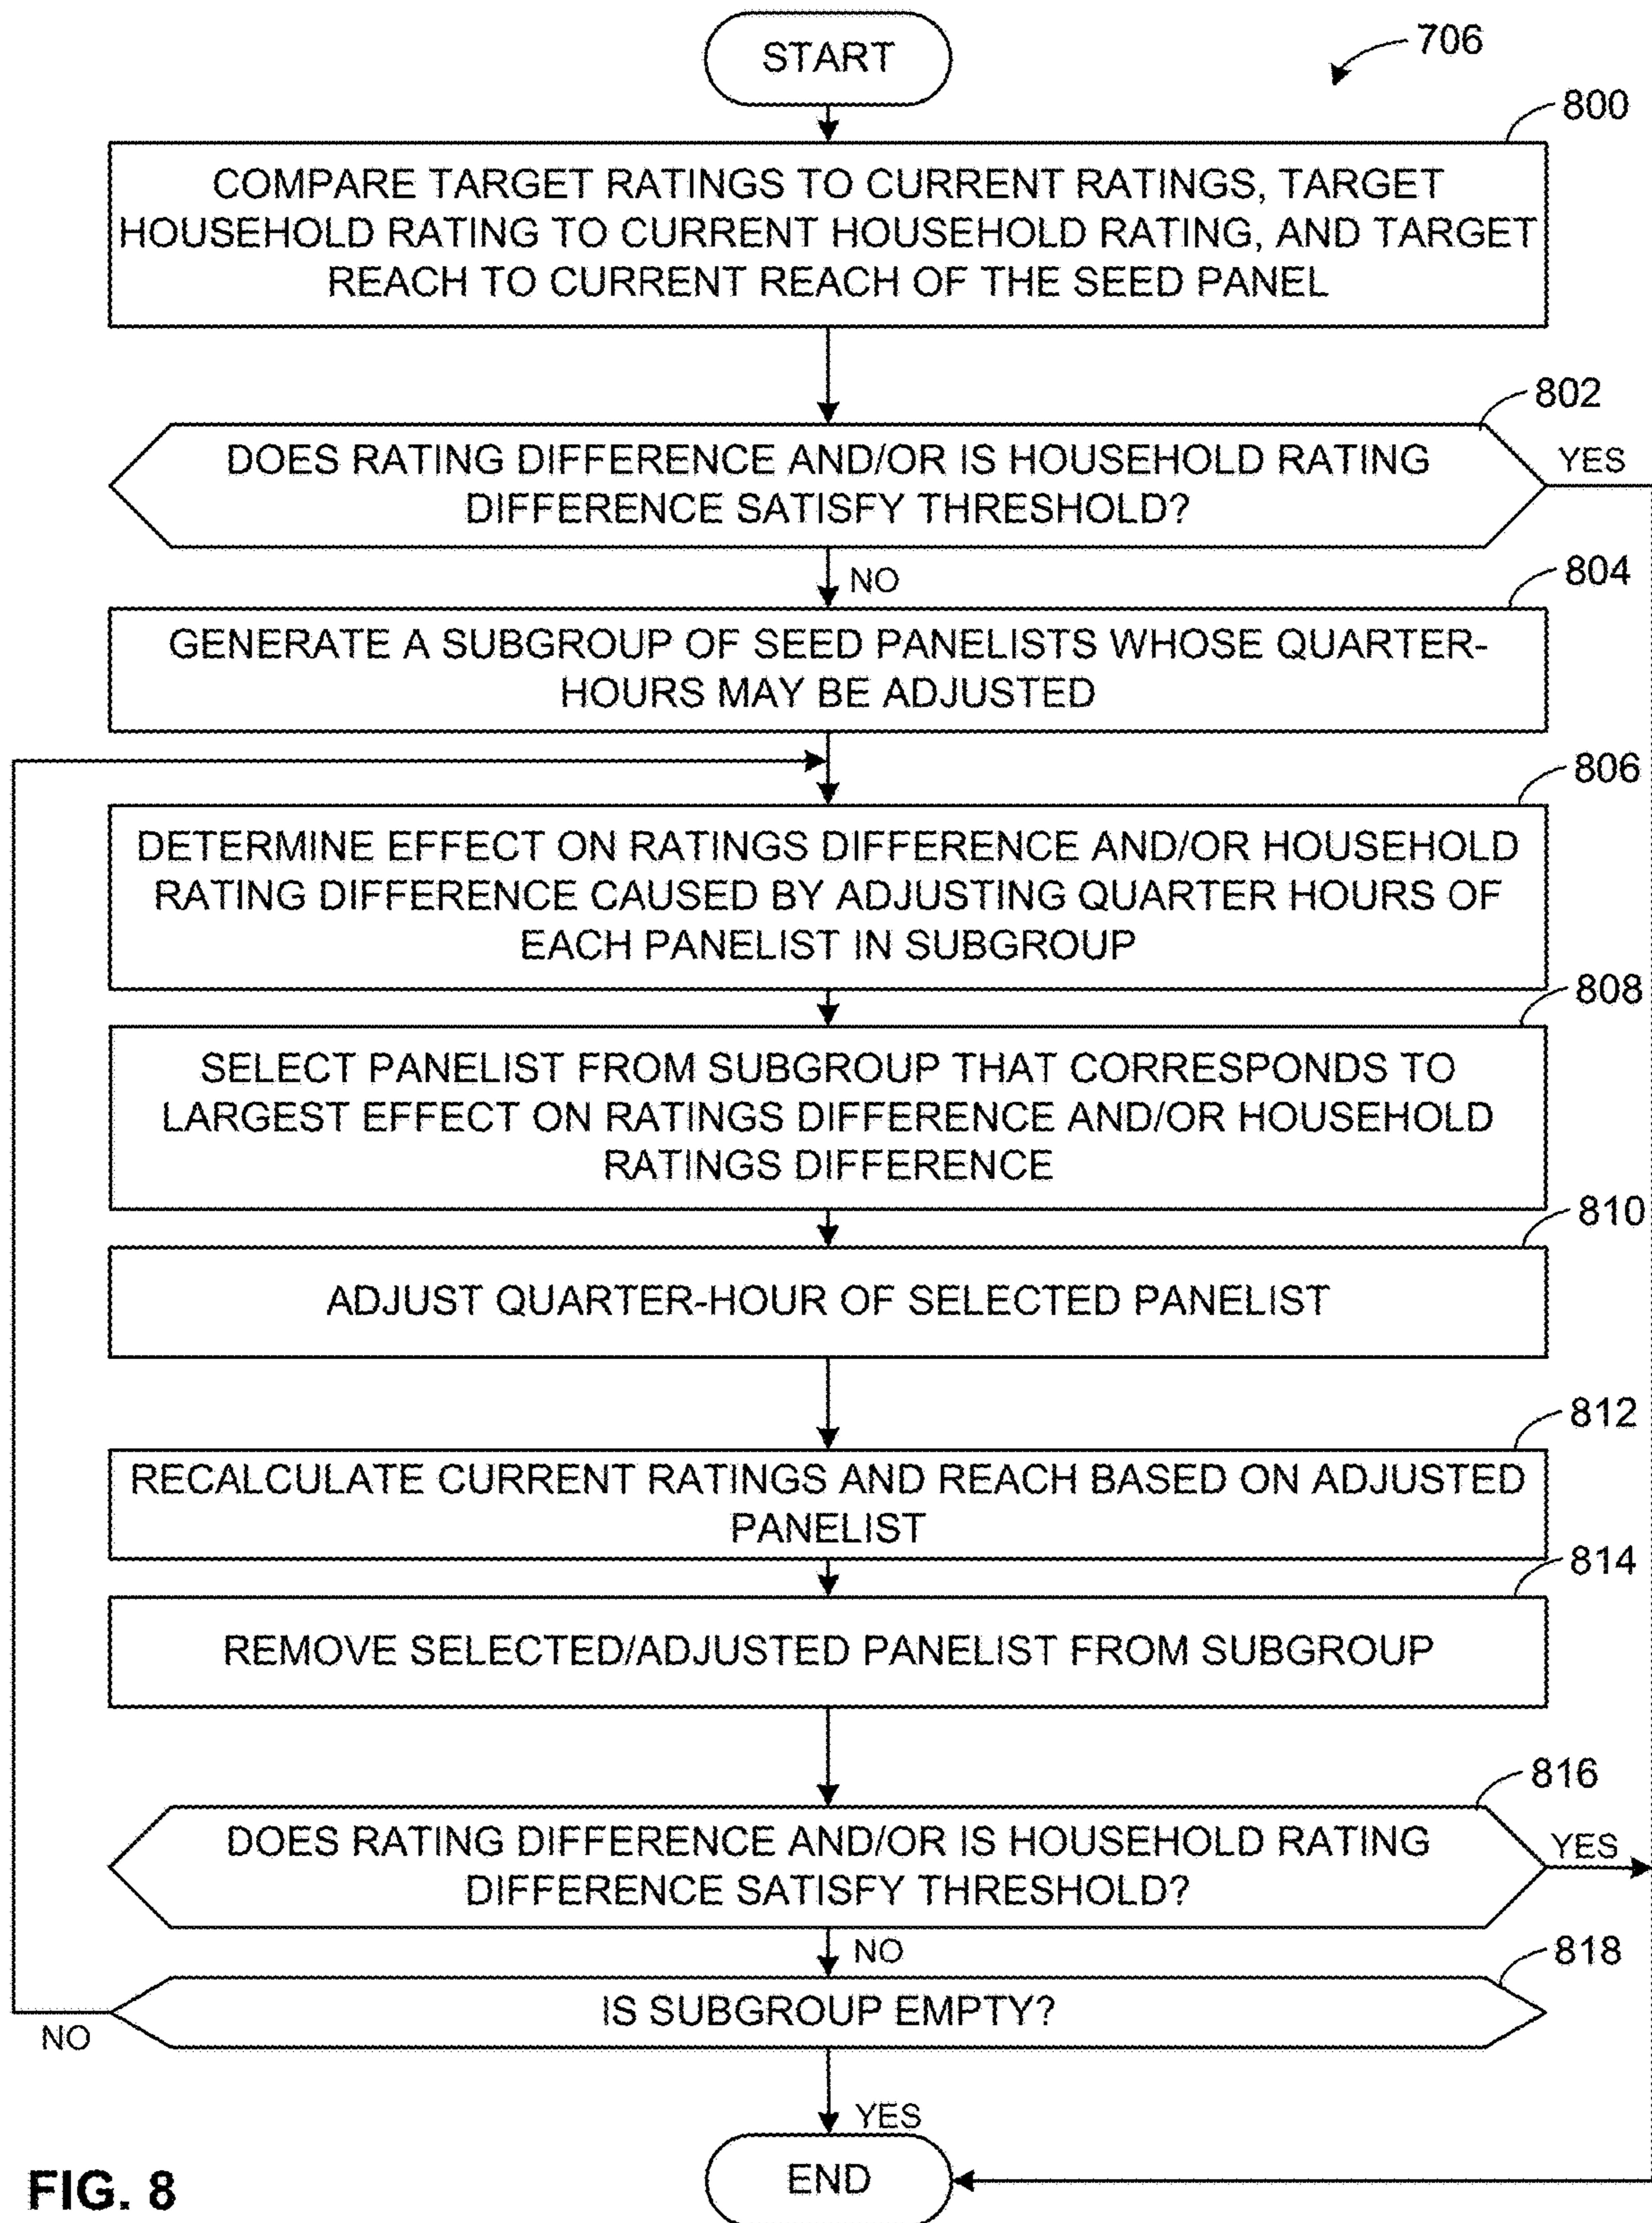 START
706
800
COMPARE TARGET RATINGS TO CURRENT RATINGS, TARGET
HOUSEHOLD RATING TO CURRENT HOUSEHOLD RATING, AND TARGET
REACH TO CURRENT REACH OF THE SEED PANEL
802
DOES RATING DIFFERENCE AND/OR IS HOUSEHOLD RATING
DIFFERENCE SATISFY THRESHOLD?
YES
NO
804
GENERATE A SUBGROUP OF SEED PANELISTS WHOSE QUARTER-
HOURS MAY BE ADJUSTED
806
DETERMINE EFFECT ON RATINGS DIFFERENCE AND/OR HOUSEHOLD
RATING DIFFERENCE CAUSED BY ADJUSTING QUARTER HOURS OF
EACH PANELIST IN SUBGROUP
808
SELECT PANELIST FROM SUBGROUP THAT CORRESPONDS TO
LARGEST EFFECT ON RATINGS DIFFERENCE AND/OR HOUSEHOLD
RATINGS DIFFERENCE
810
ADJUST QUARTER-HOUR OF SELECTED PANELIST
812
RECALCULATE CURRENT RATINGS AND REACH BASED ON ADJUSTED
PANELIST
814
REMOVE SELECTED/ADJUSTED PANELIST FROM SUBGROUP
816
DOES RATING DIFFERENCE AND/OR IS HOUSEHOLD RATING
DIFFERENCE SATISFY THRESHOLD?
YES
NO
818
IS SUBGROUP EMPTY?
NO
YES
END
FIG. 8